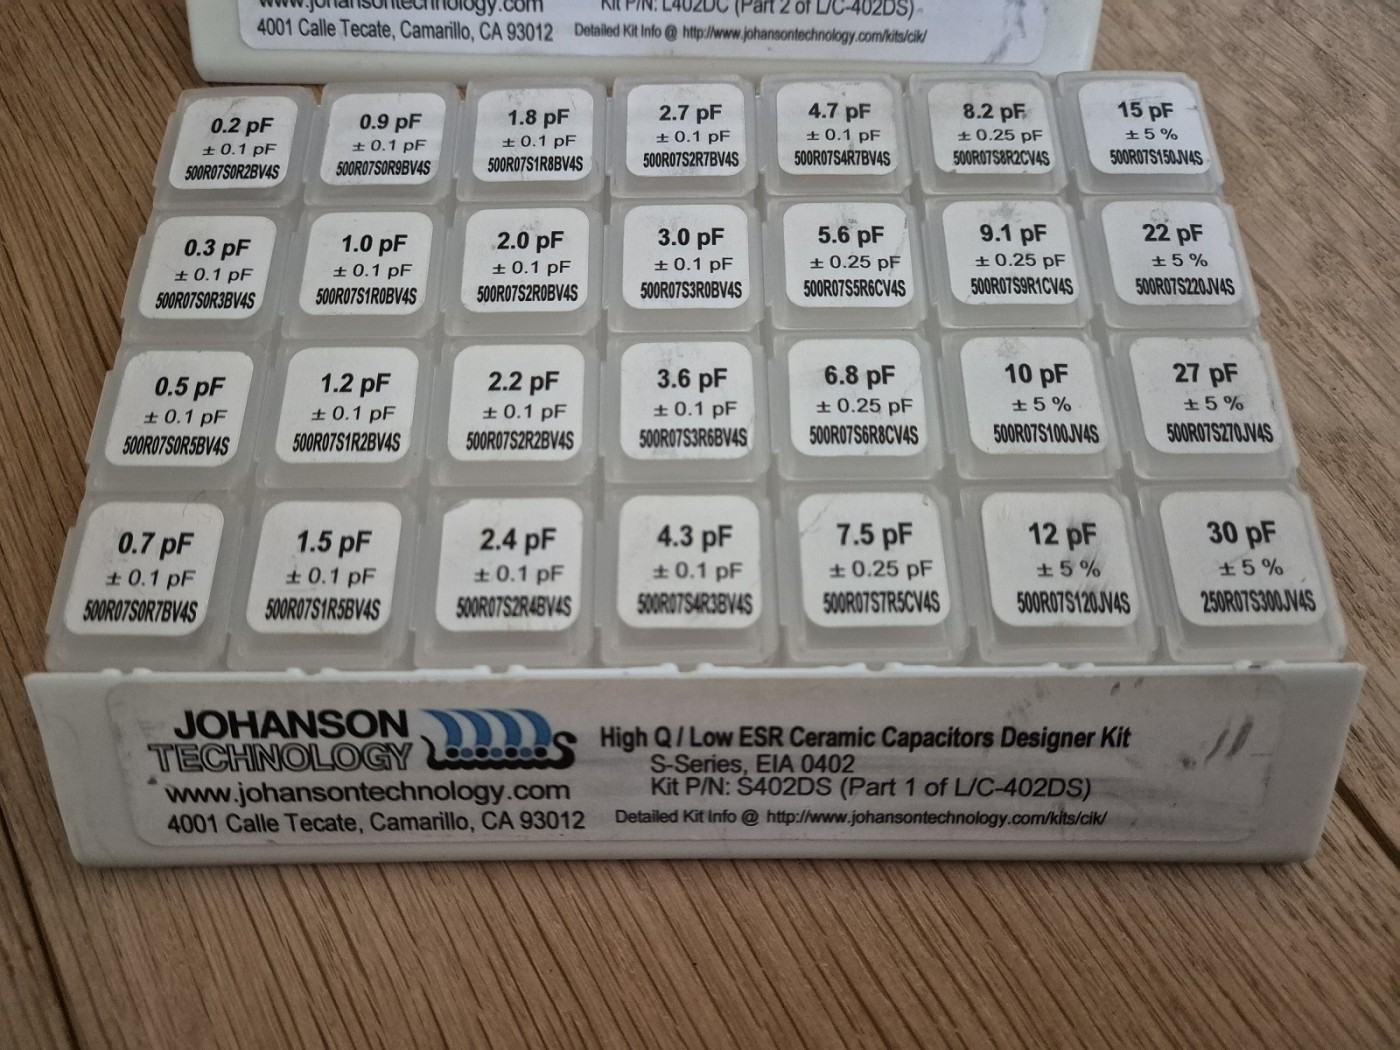 www.johansontechnology.com Kit P/N: L402DC (Part 2 of L/C-402DS)
4001 Calle Tecate, Camarillo, CA 93012 Detailed Kit Info @ http://www.johansontechnology.com/kits/cik/
0.2 pF
± 0.1 pF
500R07S0R2BV4S
0.9 pF
± 0.1 pF
500R07S0R9BV4S
1.8 pF
± 0.1 pF
500R07S1R8BV4S
2.7 pF
± 0.1 pF
500R07S2R7BV4S
4.7 pF
± 0.1 pF
500R07S4R7BV4S
8.2 pF
± 0.25 pF
500R07S8R2CV4S
15 pF
± 5 %
500R07S150JV4S
0.3 pF
± 0.1 pF
500R07S0R3BV4S
1.0 pF
± 0.1 pF
500R07S1R0BV4S
2.0 pF
± 0.1 pF
500R07S2R0BV4S
3.0 pF
± 0.1 pF
500R07S3R0BV4S
5.6 pF
± 0.25 pF
500R07S5R6CV4S
9.1 pF
± 0.25 pF
500R07S9R1CV4S
22 pF
± 5 %
500R07S220JV4S
0.5 pF
± 0.1 pF
500R07S0R5BV4S
1.2 pF
± 0.1 pF
500R07S1R2BV4S
2.2 pF
± 0.1 pF
500R07S2R2BV4S
3.6 pF
± 0.1 pF
500R07S3R6BV4S
6.8 pF
± 0.25 pF
500R07S6R8CV4S
10 pF
± 5 %
500R07S100JV4S
27 pF
± 5 %
500R07S270JV4S
0.7 pF
± 0.1 pF
500R07S0R7BV4S
1.5 pF
± 0.1 pF
500R07S1R5BV4S
2.4 pF
± 0.1 pF
500R07S2R4BV4S
4.3 pF
± 0.1 pF
500R07S4R3BV4S
7.5 pF
± 0.25 pF
500R07S7R5CV4S
12 pF
± 5 %
500R07S120JV4S
30 pF
± 5 %
250R07S300JV4S
JOHANSON
TECHNOLOGY
www.johansontechnology.com
4001 Calle Tecate, Camarillo, CA 93012
High Q / Low ESR Ceramic Capacitors Designer Kit
S-Series, EIA 0402
Kit P/N: S402DS (Part 1 of L/C-402DS)
Detailed Kit Info @ http://www.johansontechnology.com/kits/cik/